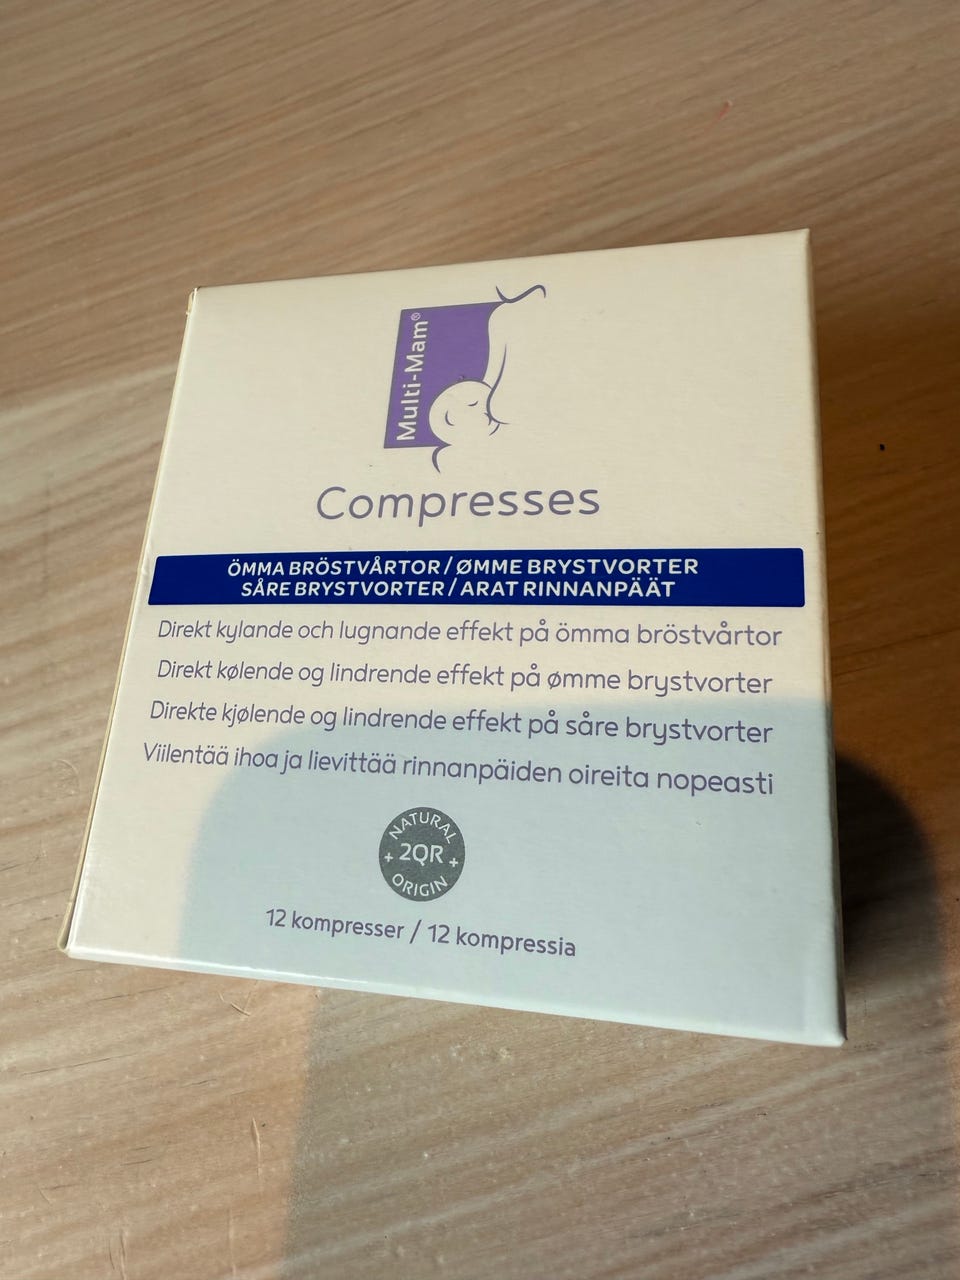 Multi-Mam®
Compresses
ÖMMA BRÖSTVÅRTOR / ØMME BRYSTVORTER
SÅRE BRYSTVORTER / ARAT RINNANPÄÄT
Direkt kylande och lugnande effekt på ömma bröstvårtor
Direkt kølende og lindrende effekt på ømme brystvorter
Direkte kjølende og lindrende effekt på såre brystvorter
Viilentää ihoa ja lievittää rinnanpäiden oireita nopeasti
NATURAL
+ 2QR +
ORIGIN
12 kompresser / 12 kompressia